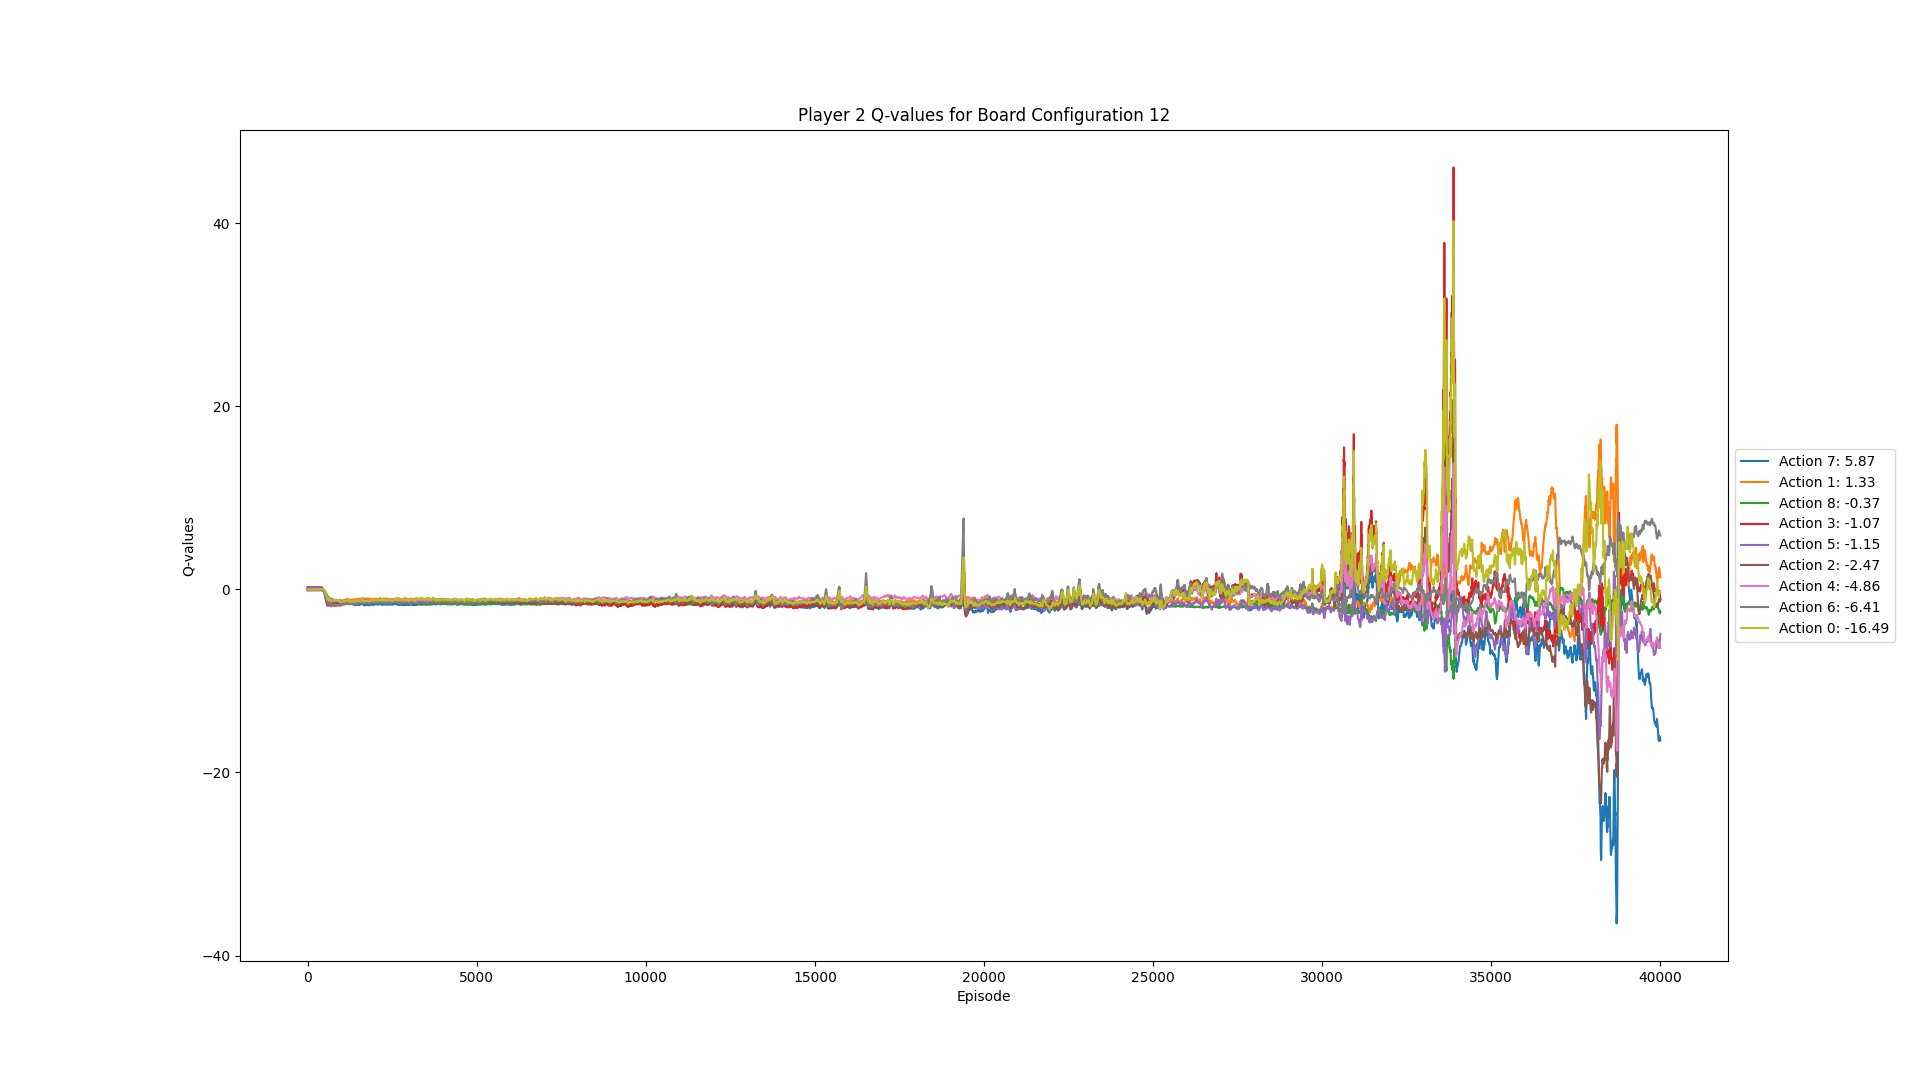 Player 2 Q-values for Board Configuration 12
Q-values
40
20
0
−20
−40
0
5000
10000
15000
20000
25000
30000
35000
40000
Episode
Action 7: 5.87
Action 1: 1.33
Action 8: -0.37
Action 3: -1.07
Action 5: -1.15
Action 2: -2.47
Action 4: -4.86
Action 6: -6.41
Action 0: -16.49